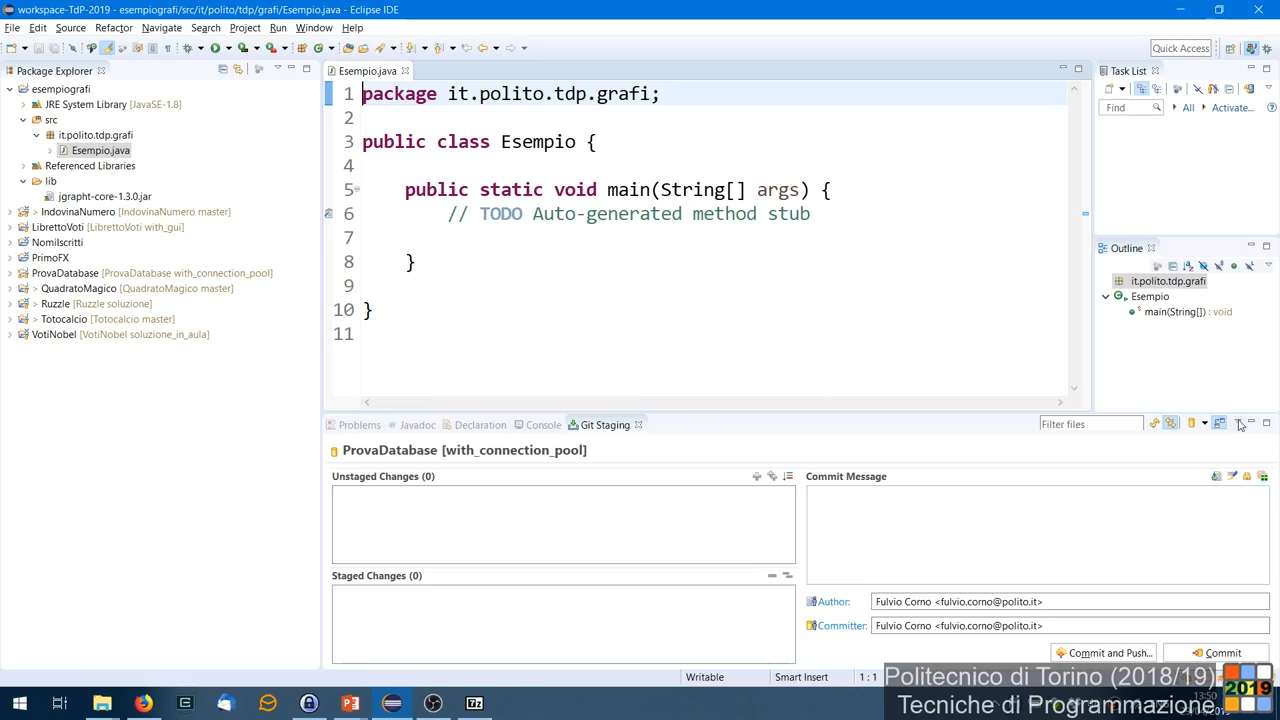 workspace-TdP-2019 - esempiografi/src/it/polito/tdp/grafi/Esempio.java - Eclipse IDE
File Edit Source Refactor Navigate Search Project Run Window Help
Quick Access
Package Explorer
esempiografi
JRE System Library [JavaSE-1.8]
src
it.polito.tdp.grafi
Esempio.java
Referenced Libraries
lib
jgrapht-core-1.3.0.jar
> IndovinaNumero [IndovinaNumero master]
LibrettoVoti [LibrettoVoti with_gui]
NomiIscritti
PrimoFX
ProvaDatabase [ProvaDatabase with_connection_pool]
> QuadratoMagico [QuadratoMagico master]
> Ruzzle [Ruzzle soluzione]
> Totocalcio [Totocalcio master]
VotiNobel [VotiNobel soluzione_in_aula]
Esempio.java
1 package it.polito.tdp.grafi;
2
3 public class Esempio {
4
5 public static void main(String[] args) {
6 // TODO Auto-generated method stub
7
8 }
9
10 }
11
Task List
Find All Activate...
Outline
it.polito.tdp.grafi
Esempio
main(String[]) : void
Problems Javadoc Declaration Console Git Staging
Filter files
ProvaDatabase [with_connection_pool]
Unstaged Changes (0)
Staged Changes (0)
Commit Message
Author: Fulvio Corno <fulvio.corno@polito.it>
Committer: Fulvio Corno <fulvio.corno@polito.it>
Commit and Push... Commit
Writable Smart Insert 1 : 1
Politecnico di Torino (2018/19)
Tecniche di Programmazione
2019
13:50